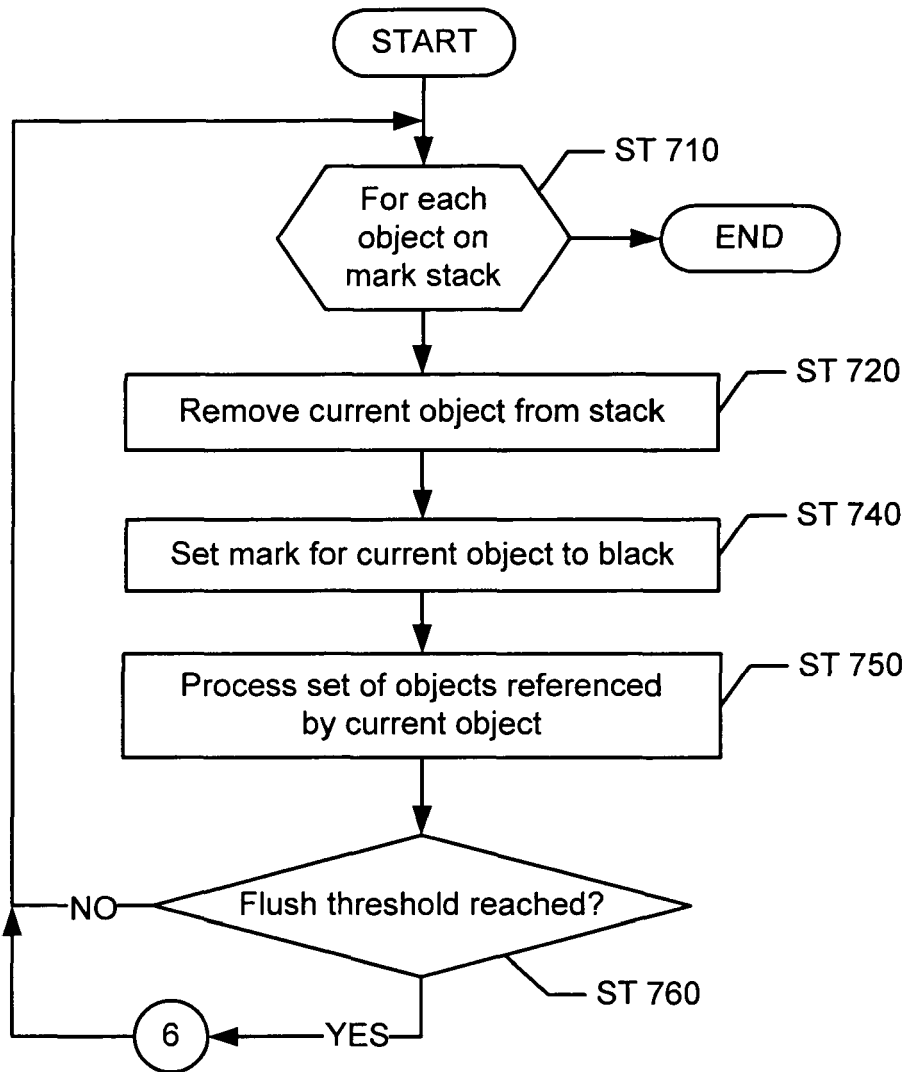 START
ST 710
For each
object on
mark stack
END
ST 720
Remove current object from stack
ST 740
Set mark for current object to black
ST 750
Process set of objects referenced
by current object
NO
Flush threshold reached?
ST 760
6
YES